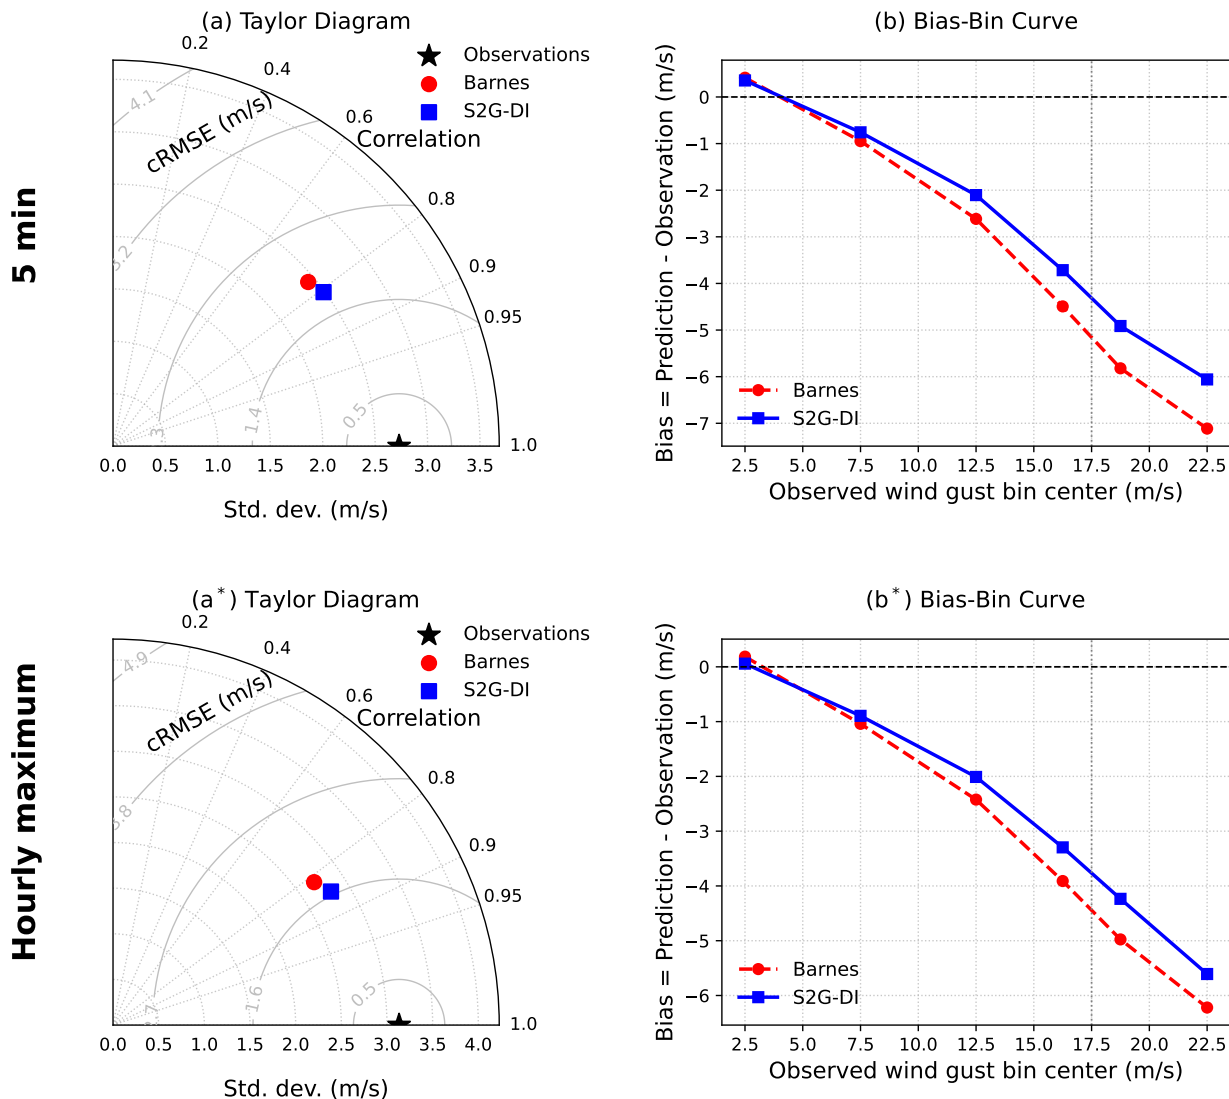 5 min
(a) Taylor Diagram
Observations
Barnes
S2G-DI
Correlation
cRMSE (m/s)
0.2
0.4
0.6
0.8
0.9
0.95
1.0
4.1
1.4
0.5
0.0 0.5 1.0 1.5 2.0 2.5 3.0 3.5
Std. dev. (m/s)
(b) Bias-Bin Curve
Bias = Prediction - Observation (m/s)
0
−1
−2
−3
−4
−5
−6
−7
Barnes
S2G-DI
2.5 5.0 7.5 10.0 12.5 15.0 17.5 20.0 22.5
Observed wind gust bin center (m/s)
Hourly maximum
(a*) Taylor Diagram
Observations
Barnes
S2G-DI
Correlation
cRMSE (m/s)
0.2
0.4
0.6
0.8
0.9
0.95
1.0
4.9
1.6
0.5
0.0 0.5 1.0 1.5 2.0 2.5 3.0 3.5 4.0
Std. dev. (m/s)
(b*) Bias-Bin Curve
Bias = Prediction - Observation (m/s)
0
−1
−2
−3
−4
−5
−6
Barnes
S2G-DI
2.5 5.0 7.5 10.0 12.5 15.0 17.5 20.0 22.5
Observed wind gust bin center (m/s)